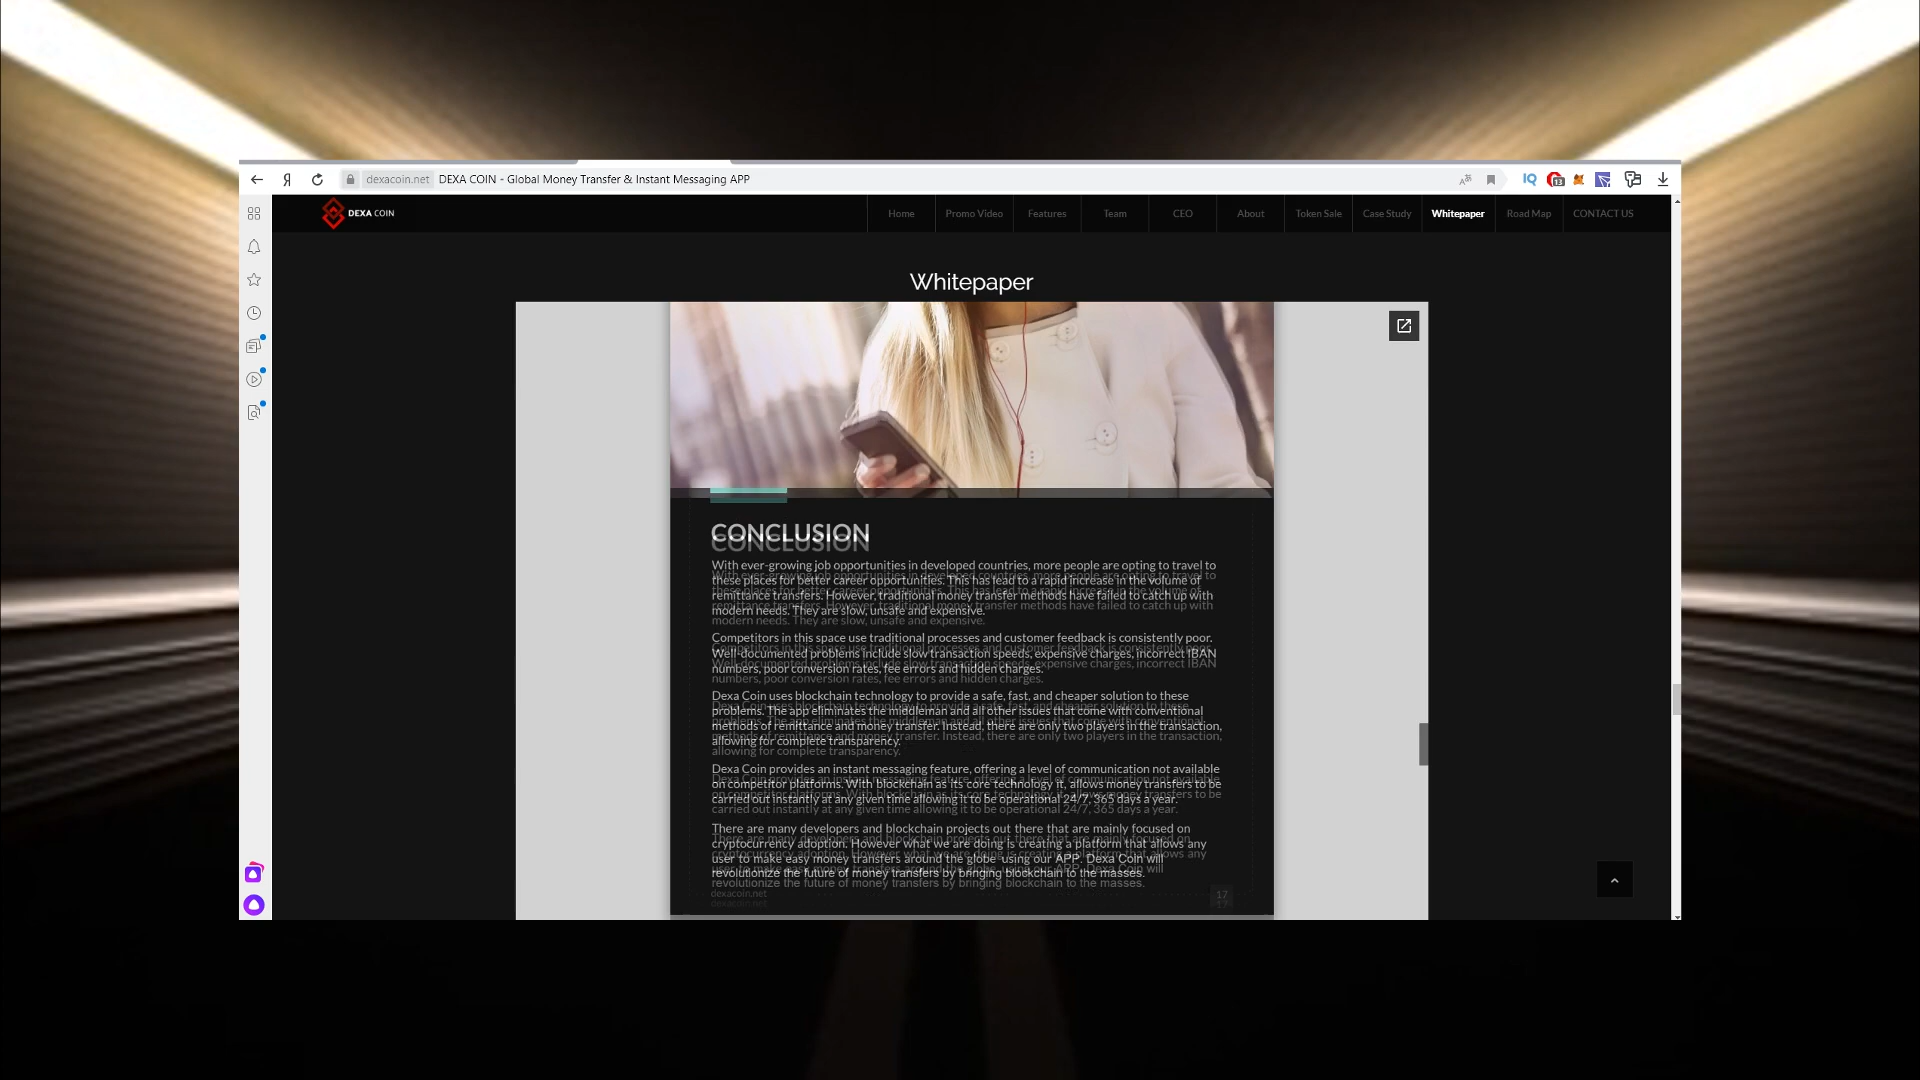 Я
dexacoin.net DEXA COIN - Global Money Transfer & Instant Messaging APP
IQ
13
DEXA COIN
Home
Promo Video
Features
Team
CEO
About
Token Sale
Case Study
Whitepaper
Road Map
CONTACT US
Whitepaper
CONCLUSION
With ever-growing job opportunities in developed countries, more people are opting to travel to
these places for better career opportunities. This has lead to a rapid increase in the volume of
remittance transfers. However, traditional money transfer methods have failed to catch up with
modern needs. They are slow, unsafe and expensive.
Competitors in this space use traditional processes and customer feedback is consistently poor.
Well-documented problems include slow transaction speeds, expensive charges, incorrect IBAN
numbers, poor conversion rates, fee errors and hidden charges.
Dexa Coin uses blockchain technology to provide a safe, fast, and cheaper solution to these
problems. The app eliminates the middleman and all other issues that come with conventional
methods of remittance and money transfer. Instead, there are only two players in the transaction,
allowing for complete transparency.
Dexa Coin provides an instant messaging feature, offering a level of communication not available
on competitor platforms. With blockchain as its core technology it, allows money transfers to be
carried out instantly at any given time allowing it to be operational 24/7, 365 days a year.
There are many developers and blockchain projects out there that are mainly focused on
cryptocurrency adoption. However what we are doing is creating a platform that allows any
user to make easy money transfers around the globe using our APP. Dexa Coin will
revolutionize the future of money transfers by bringing blockchain to the masses.
dexacoin.net
17